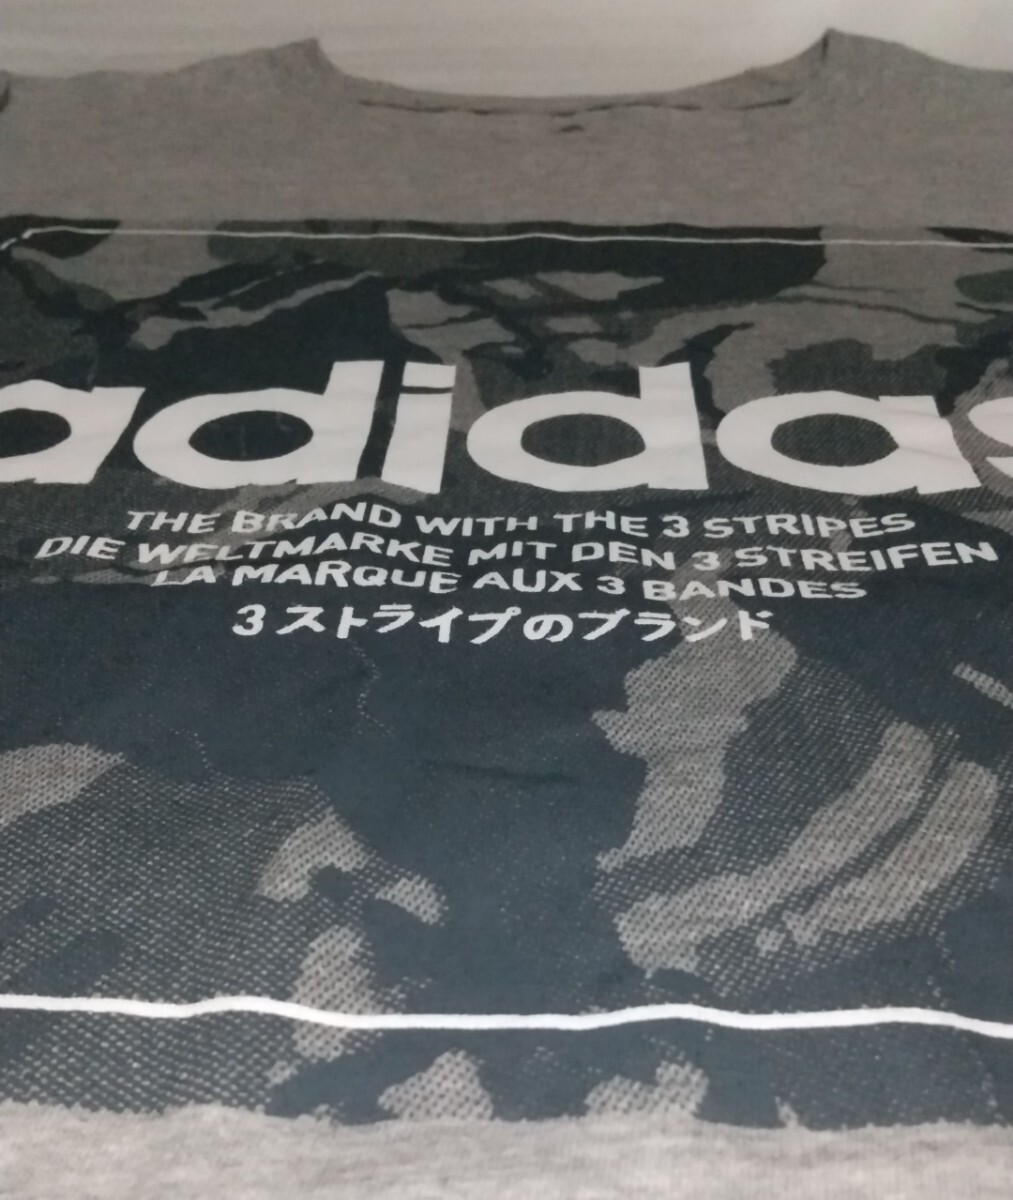 adidas
THE BRAND WITH THE 3 STRIPES
DIE WELTMARKE MIT DEN 3 STREIFEN
LA MARQUE AUX 3 BANDES
3ストライプのブランド